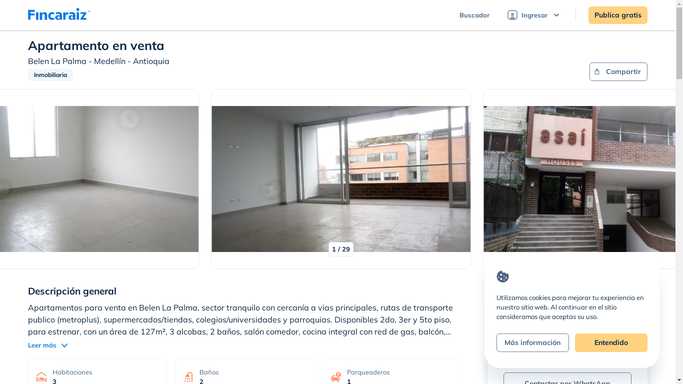 Fincaraiz
Buscador
Ingresar
Publica gratis
Apartamento en venta
Belen La Palma - Medellín - Antioquia
Inmobiliaria
Compartir
asaí
HOUSES
1 / 29
Descripción general
Apartamentos para venta en Belen La Palma, sector tranquilo con cercanía a vías principales, rutas de transporte
publico (metroplus), supermercados/tiendas, colegios/universidades y parroquias. Disponibles 2do, 3er y 5to piso,
para estrenar, con un área de 127m², 3 alcobas, 2 baños, salón comedor, cocina integral con red de gas, balcón,...
Leer más
Habitaciones
3
Baños
2
Parqueaderos
1
Utilizamos cookies para mejorar tu experiencia en
nuestro sitio web. Al continuar en el sitio
consideramos que aceptas su uso.
Más información
Entendido
Contactar por WhatsApp